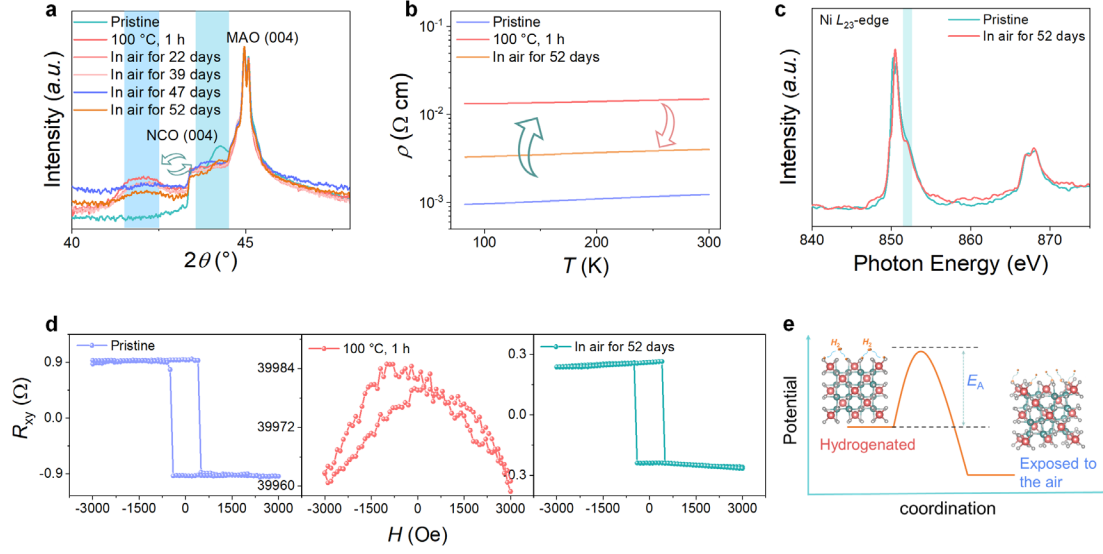 a
Pristine
100 °C, 1 h
In air for 22 days
In air for 39 days
In air for 47 days
In air for 52 days
MAO (004)
NCO (004)
Intensity (a.u.)
40
45
2θ (°)
b
Pristine
100 °C, 1 h
In air for 52 days
10⁻¹
10⁻²
10⁻³
ρ (Ω cm)
100
200
300
T (K)
c
Ni L₂₃-edge
Pristine
In air for 52 days
Intensity (a.u.)
840
850
860
870
Photon Energy (eV)
d
Pristine
0.9
0.0
-0.9
Rxy (Ω)
-3000
-1500
0
1500
3000
100 °C, 1 h
39984
39972
39960
-3000
-1500
0
1500
3000
In air for 52 days
0.3
0.0
-0.3
-3000
-1500
0
1500
3000
H (Oe)
e
H₂
H₂
E_A
Potential
Hydrogenated
Exposed to
the air
coordination